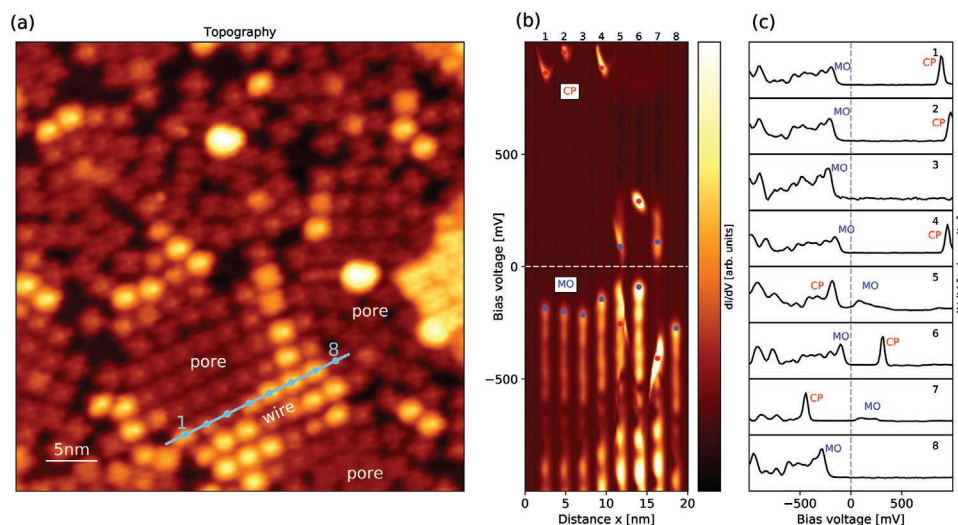 (a)
Topography
pore
pore
8
wire
1
5nm
pore
(b)
1 2 3 4 5 6 7 8
CP
MO
500
0
−500
Bias voltage [mV]
0 5 10 15 20
Distance x [nm]
dI/dV [arb. units]
(c)
1
MO
CP
2
MO
CP
3
MO
4
MO
CP
5
CP
MO
6
MO
CP
7
CP
MO
8
MO
−500 0 500
Bias voltage [mV]